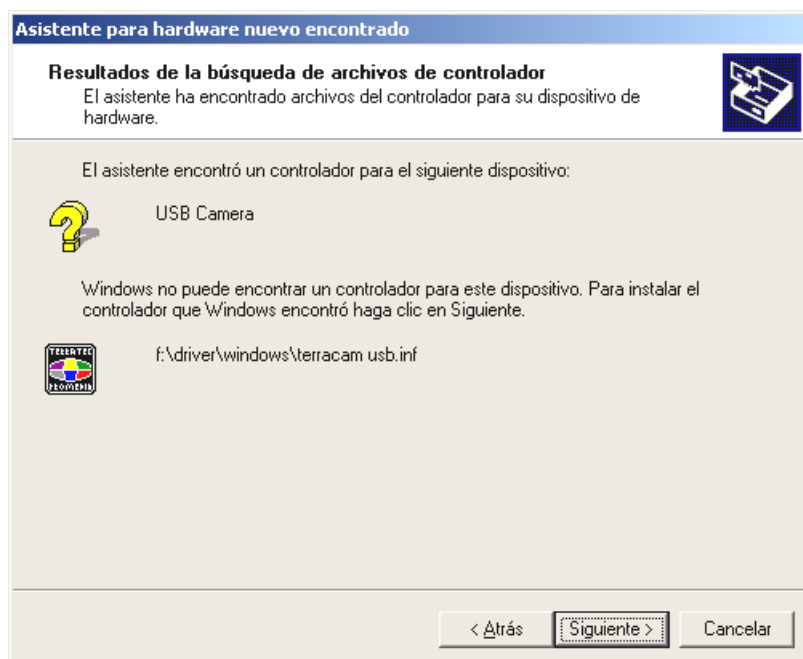 Asistente para hardware nuevo encontrado
Resultados de la búsqueda de archivos de controlador
El asistente ha encontrado archivos del controlador para su dispositivo de
hardware.
El asistente encontró un controlador para el siguiente dispositivo:
USB Camera
Windows no puede encontrar un controlador para este dispositivo. Para instalar el
controlador que Windows encontró haga clic en Siguiente.
TERRATEC
PROMEDIA
f:\driver\windows\terracam usb.inf
< Atrás
Siguiente >
Cancelar